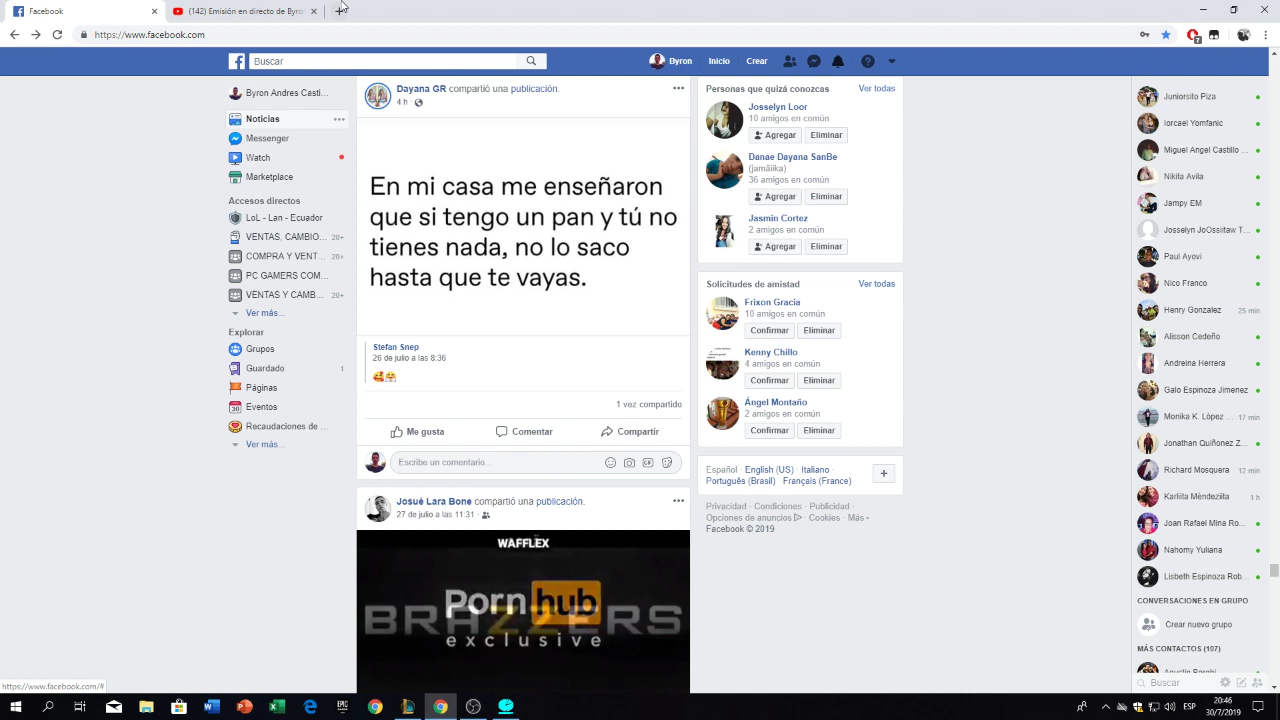 Facebook
(142) Emisión en directo de Byro
https://www.facebook.com
7
Buscar
Byron
Inicio
Crear
Byron Andres Casti...
Noticias
Messenger
Watch
Marketplace
Accesos directos
LoL - Lan - Ecuador
VENTAS, CAMBIO... 20+
COMPRA Y VENT... 20+
PC GAMERS COM...
VENTAS Y CAMB... 20+
Ver más...
Explorar
Grupos
Guardado 1
Páginas
Eventos
Recaudaciones de ...
Ver más...
Dayana GR compartió una publicación.
4 h ·
En mi casa me enseñaron
que si tengo un pan y tú no
tienes nada, no lo saco
hasta que te vayas.
Stefan Snep
26 de julio a las 8:36
🥰🤗
1 vez compartido
Me gusta
Comentar
Compartir
Escribe un comentario...
GIF
Josué Lara Bone compartió una publicación.
27 de julio a las 11:31 ·
WAFFLEX
Pornhub
BRAZZERS
exclusive
Personas que quizá conozcas
Ver todas
Josselyn Loor
10 amigos en común
Agregar
Eliminar
Danae Dayana SanBe
(jamâiika)
36 amigos en común
Agregar
Eliminar
Jasmin Cortez
2 amigos en común
Agregar
Eliminar
Solicitudes de amistad
Ver todas
Frixon Gracia
10 amigos en común
Confirmar
Eliminar
Kenny Chillo
4 amigos en común
Confirmar
Eliminar
Ángel Montaño
2 amigos en común
Confirmar
Eliminar
Español · English (US) · Italiano ·
Português (Brasil) · Français (France)
Privacidad · Condiciones · Publicidad ·
Opciones de anuncios · Cookies · Más
Facebook © 2019
Juniorsito Piza
Iorcael Yomfanic
Miguel Angel Castillo ...
Nikita Avila
Jampy EM
Josselyn JoOssitaw T...
Paul Ayovi
Nico Franco
Henry Gonzalez 25 min
Alisson Cedeño
Andreina Herrera
Galo Espinoza Jimenez
Monika K. López ... 17 min
Jonathan Quiñonez Z...
Richard Mosquera 12 min
Karliita Mèndeziita 1 h
Joan Rafael Mina Ro...
Nahomy Yuliana
Lisbeth Espinoza Rob...
CONVERSACIONES EN GRUPO
Crear nuevo grupo
MÁS CONTACTOS (107)
Agustin Borghi
Buscar
https://www.facebook.com/#
EPIC
ESP
20:46
30/7/2019